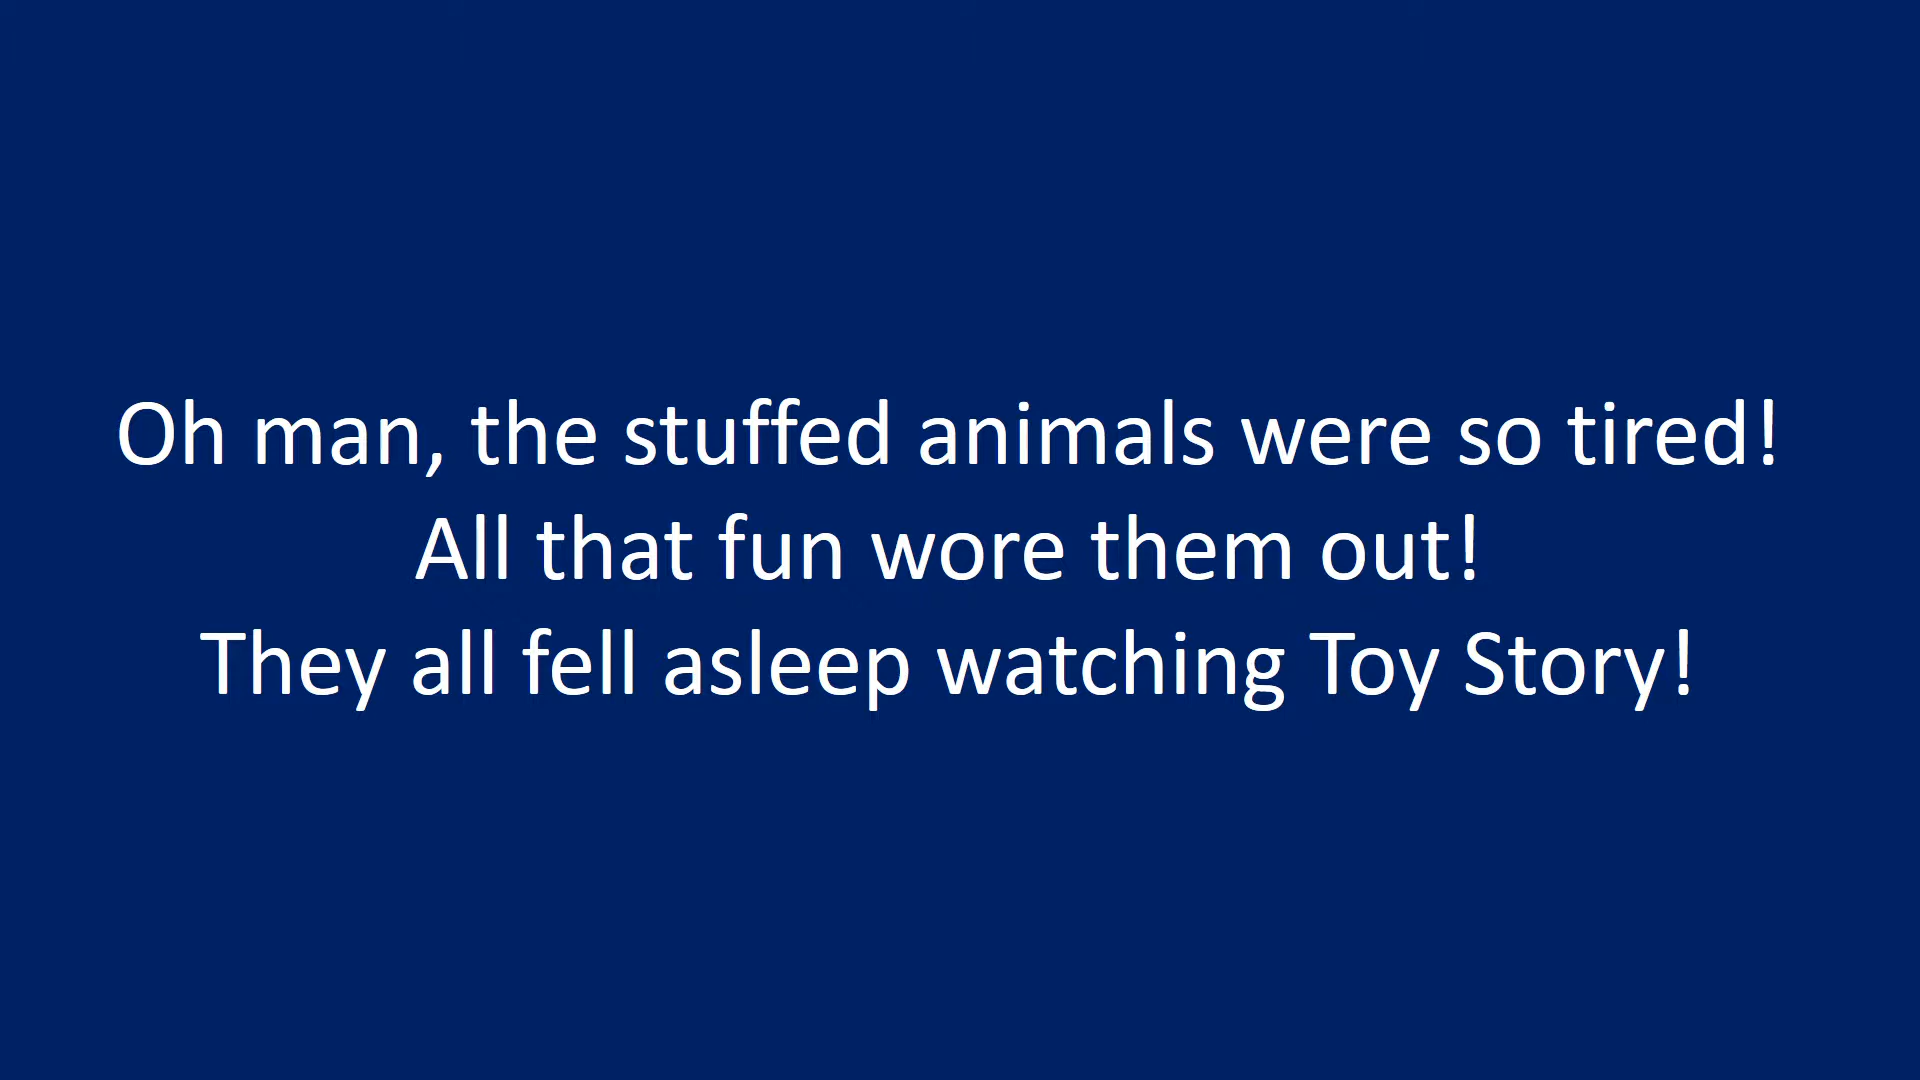 Oh man, the stuffed animals were so tired!
All that fun wore them out!
They all fell asleep watching Toy Story!